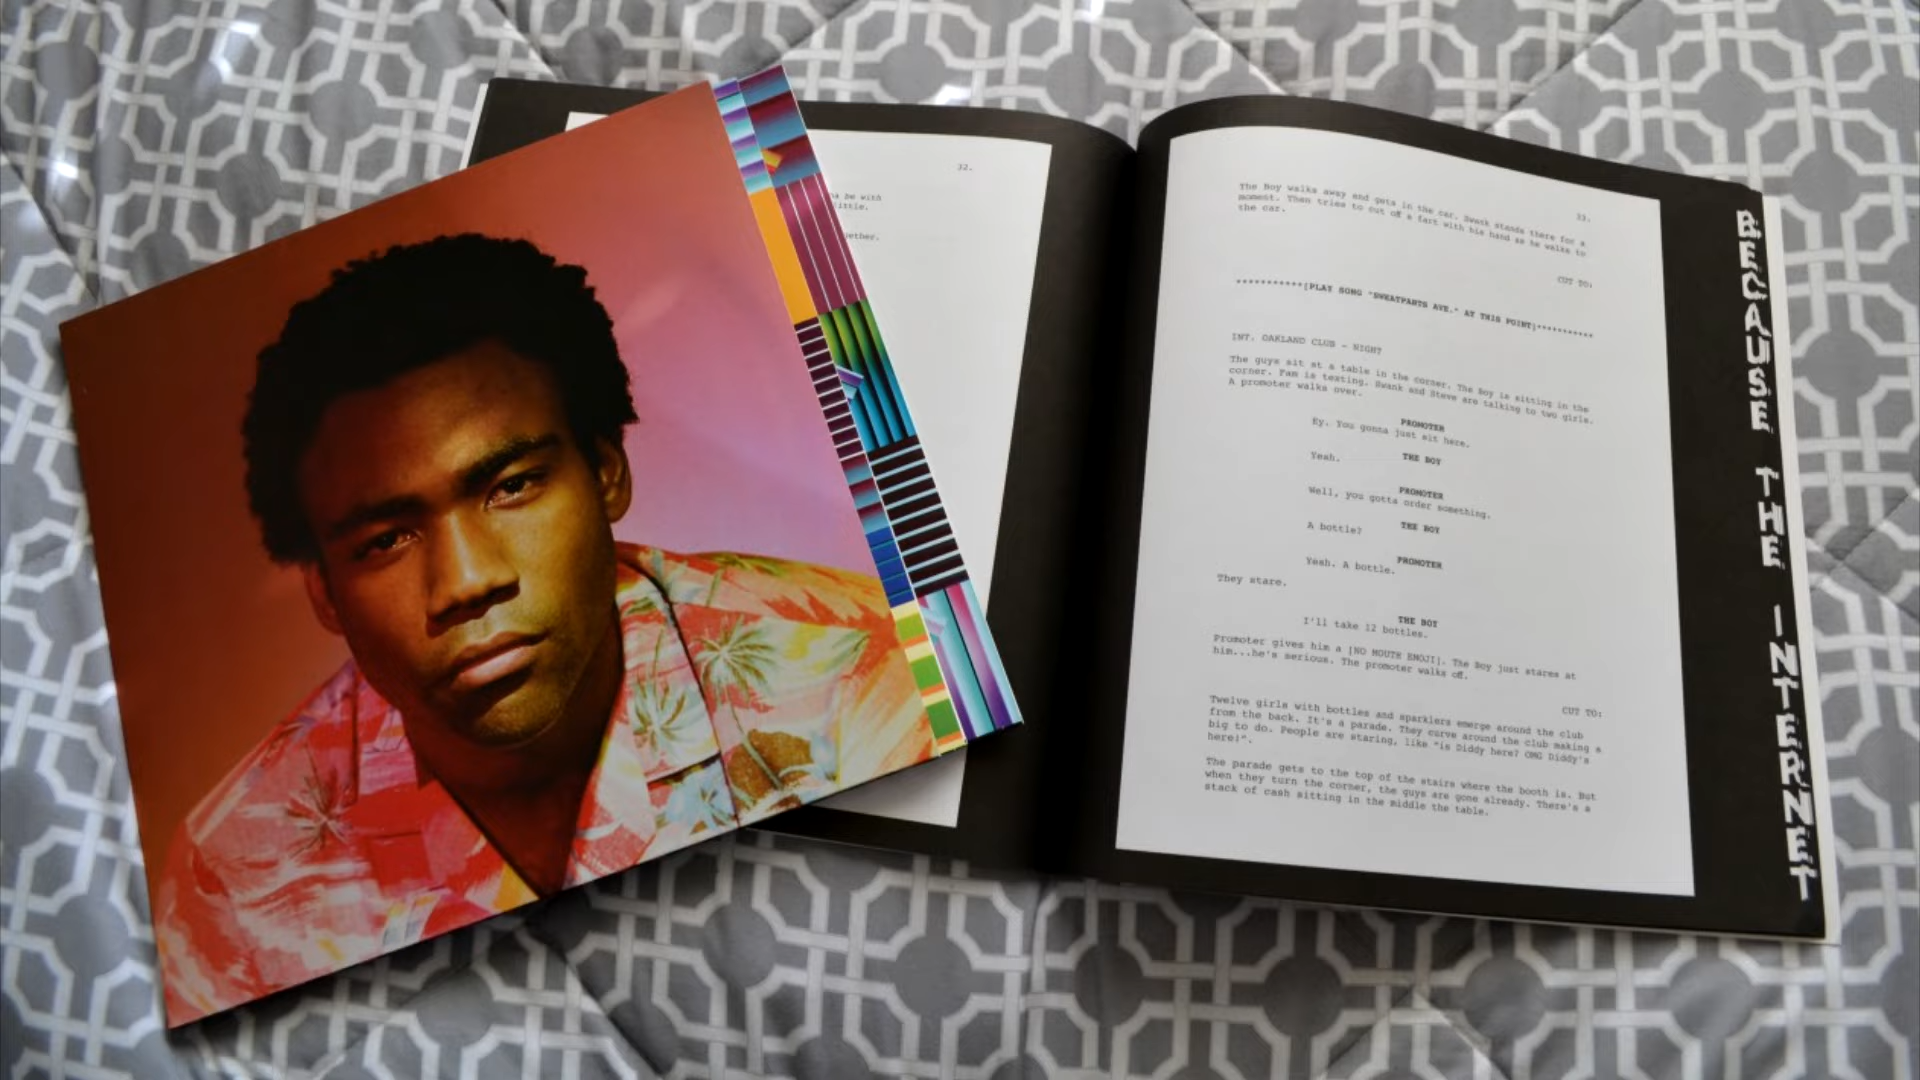 32.
na be with
little.
gether.
33.
The Boy walks away and gets in the car. Swank stands there for a
moment. Then tries to cut off a fart with his hand as he walks to
the car.
CUT TO:
***********[PLAY SONG "SWEATPANTS AVE." AT THIS POINT]**********
INT. OAKLAND CLUB - NIGHT
The guys sit at a table in the corner. The Boy is sitting in the
corner. Fam is texting. Swank and Steve are talking to two girls.
A promoter walks over.
PROMOTER
Ey. You gonna just sit here.
THE BOY
Yeah.
PROMOTER
Well, you gotta order something.
THE BOY
A bottle?
PROMOTER
Yeah. A bottle.
They stare.
THE BOY
I'll take 12 bottles.
Promoter gives him a [NO MOUTH EMOJI]. The Boy just stares at
him...he's serious. The promoter walks off.
CUT TO:
Twelve girls with bottles and sparklers emerge around the club
from the back. It's a parade. They curve around the club making a
big to do. People are staring, like "is Diddy here? OMG Diddy's
here!".
The parade gets to the top of the stairs where the booth is. But
when they turn the corner, the guys are gone already. There's a
stack of cash sitting in the middle the table.
BECAUSE THE INTERNET